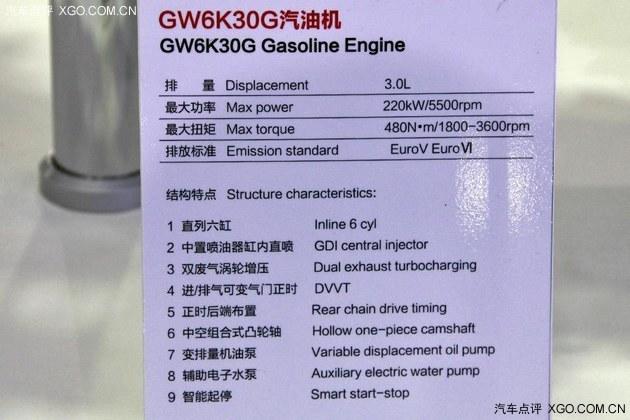 汽车点评 XGO.COM.CN
GW6K30G汽油机
GW6K30G Gasoline Engine
排 量 Displacement 3.0L
最大功率 Max power 220kW/5500rpm
最大扭矩 Max torque 480N•m/1800-3600rpm
排放标准 Emission standard EuroV EuroⅥ
结构特点 Structure characteristics:
1 直列六缸 Inline 6 cyl
2 中置喷油器缸内直喷 GDI central injector
3 双废气涡轮增压 Dual exhaust turbocharging
4 进/排气可变气门正时 DVVT
5 正时后端布置 Rear chain drive timing
6 中空组合式凸轮轴 Hollow one-piece camshaft
7 变排量机油泵 Variable displacement oil pump
8 辅助电子水泵 Auxiliary electric water pump
9 智能起停 Smart start-stop
汽车点评 XGO.COM.CN